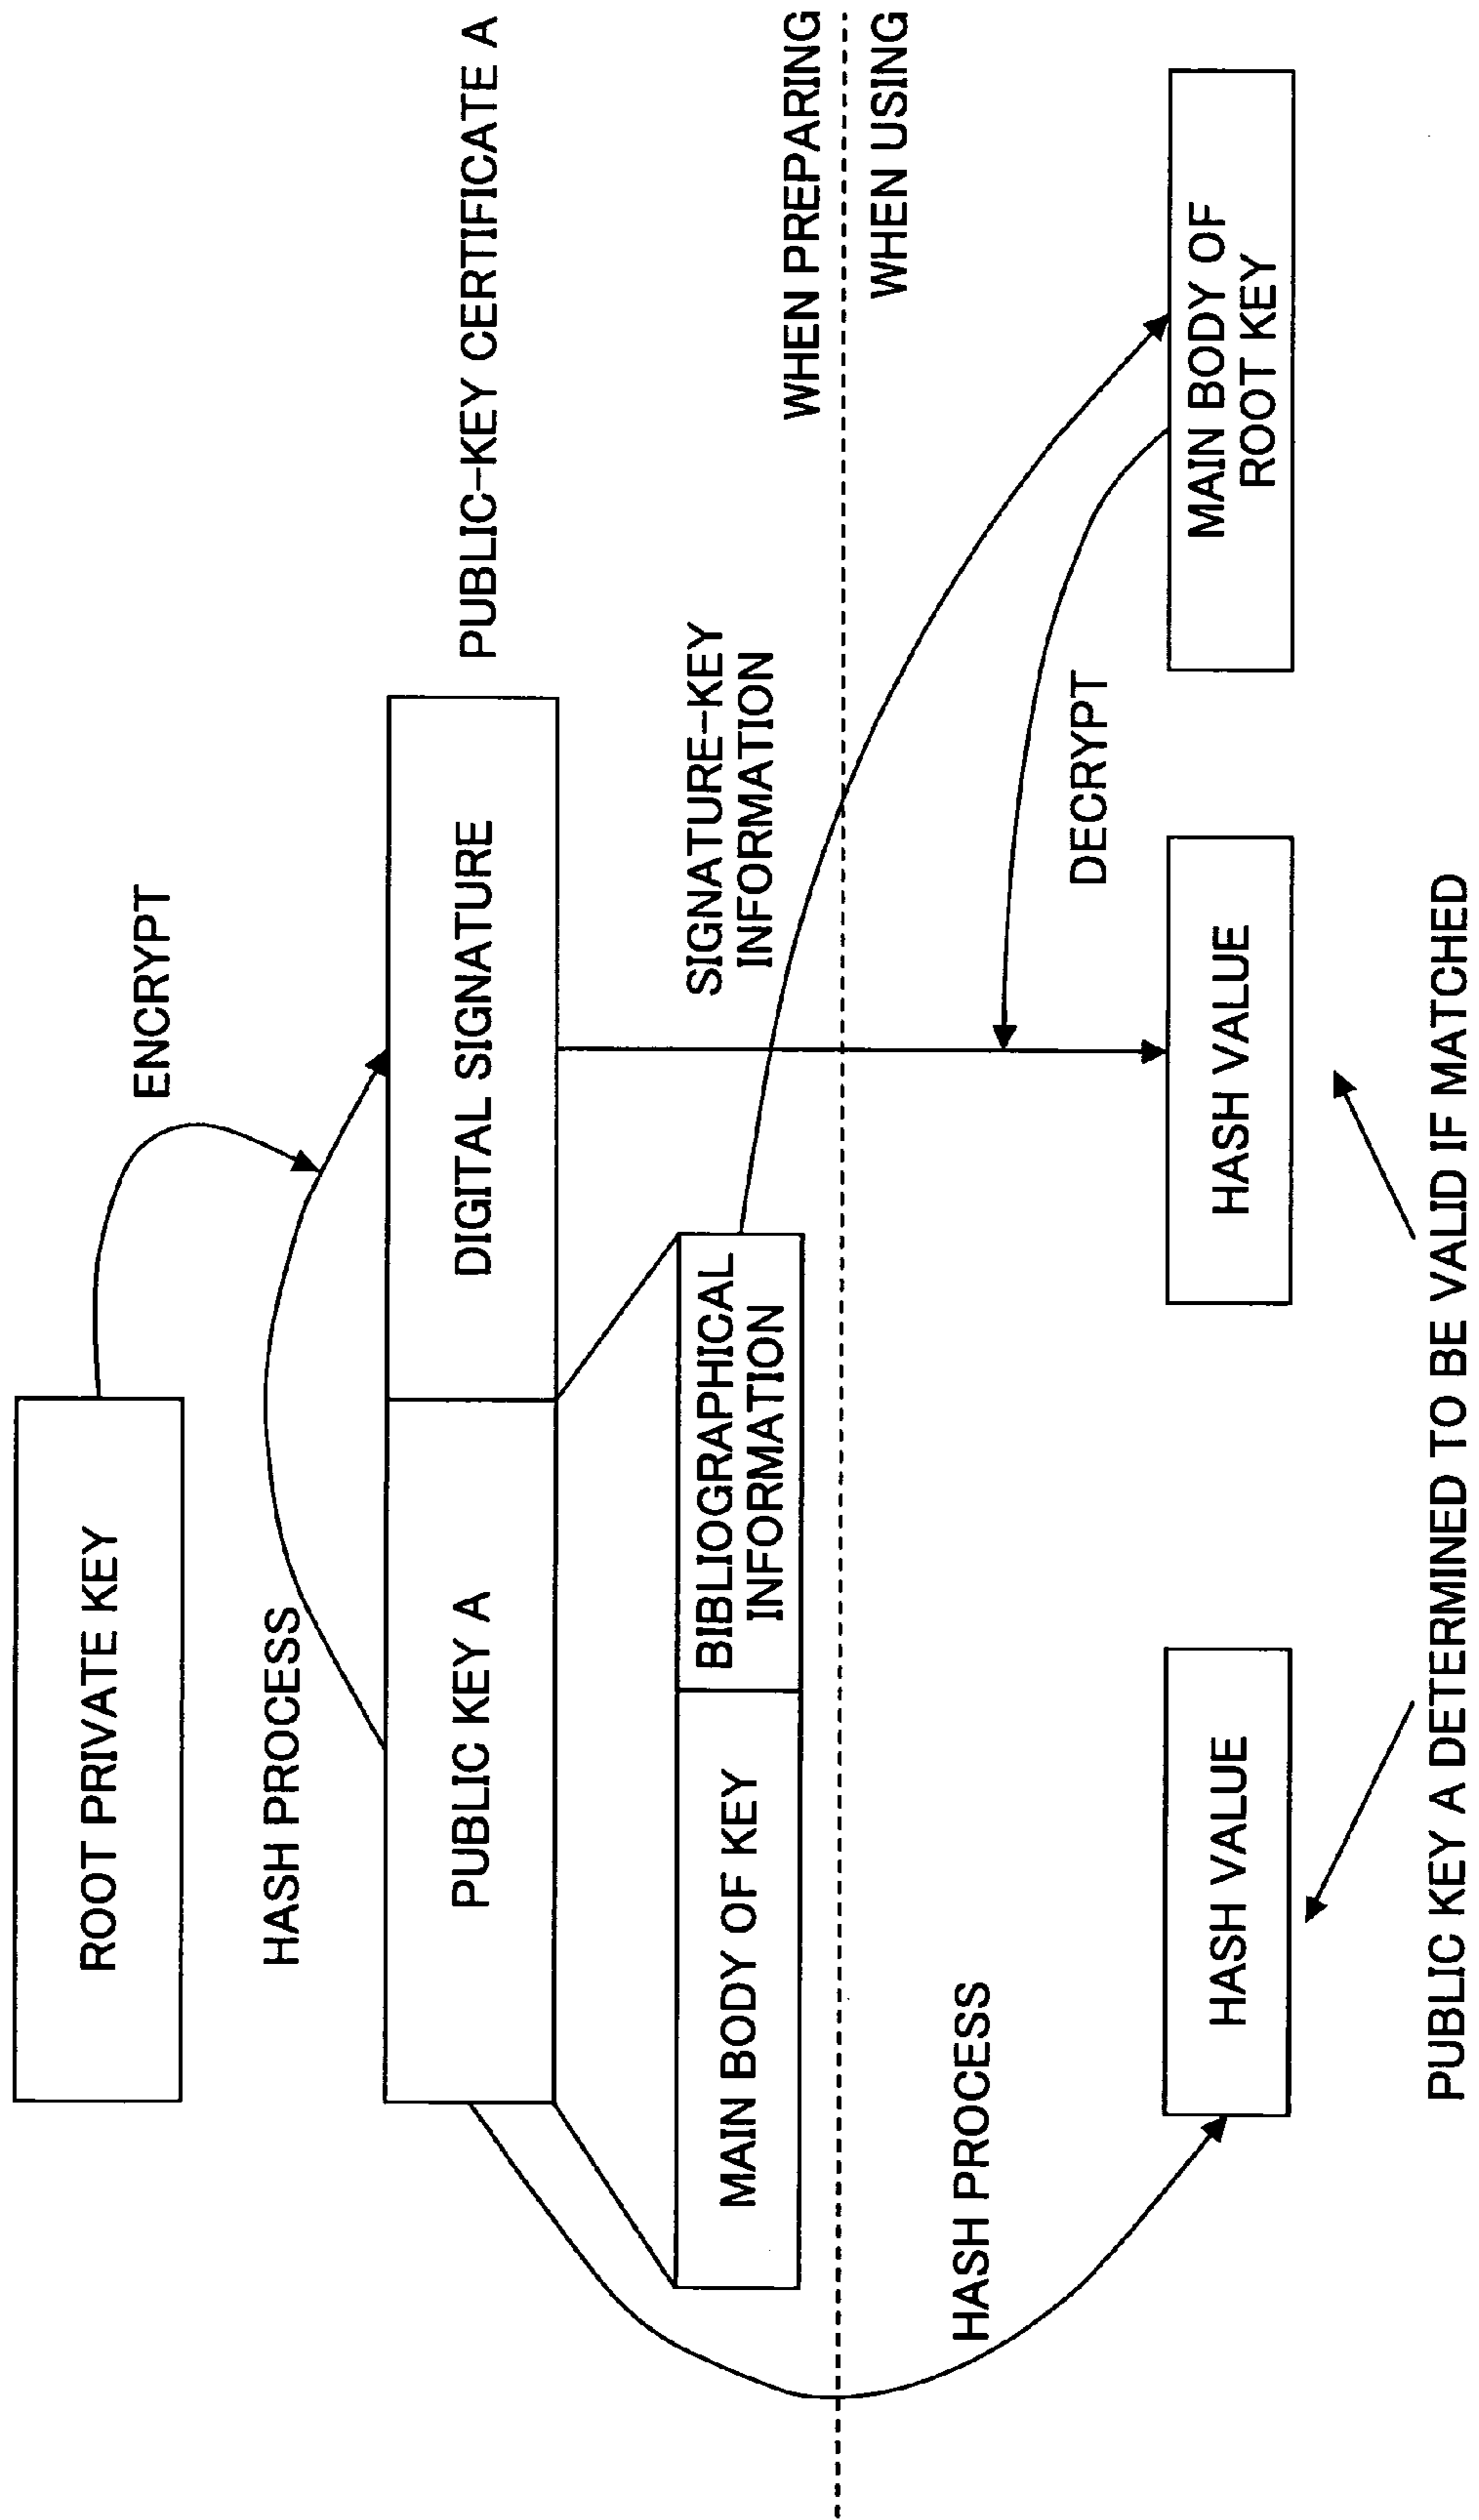 ROOT PRIVATE KEY
ENCRYPT
HASH PROCESS
PUBLIC KEY A
DIGITAL SIGNATURE
PUBLIC-KEY CERTIFICATE A
MAIN BODY OF KEY
BIBLIOGRAPHICAL
INFORMATION
SIGNATURE-KEY
INFORMATION
WHEN PREPARING
WHEN USING
HASH PROCESS
DECRYPT
HASH VALUE
HASH VALUE
MAIN BODY OF
ROOT KEY
PUBLIC KEY A DETERMINED TO BE VALID IF MATCHED